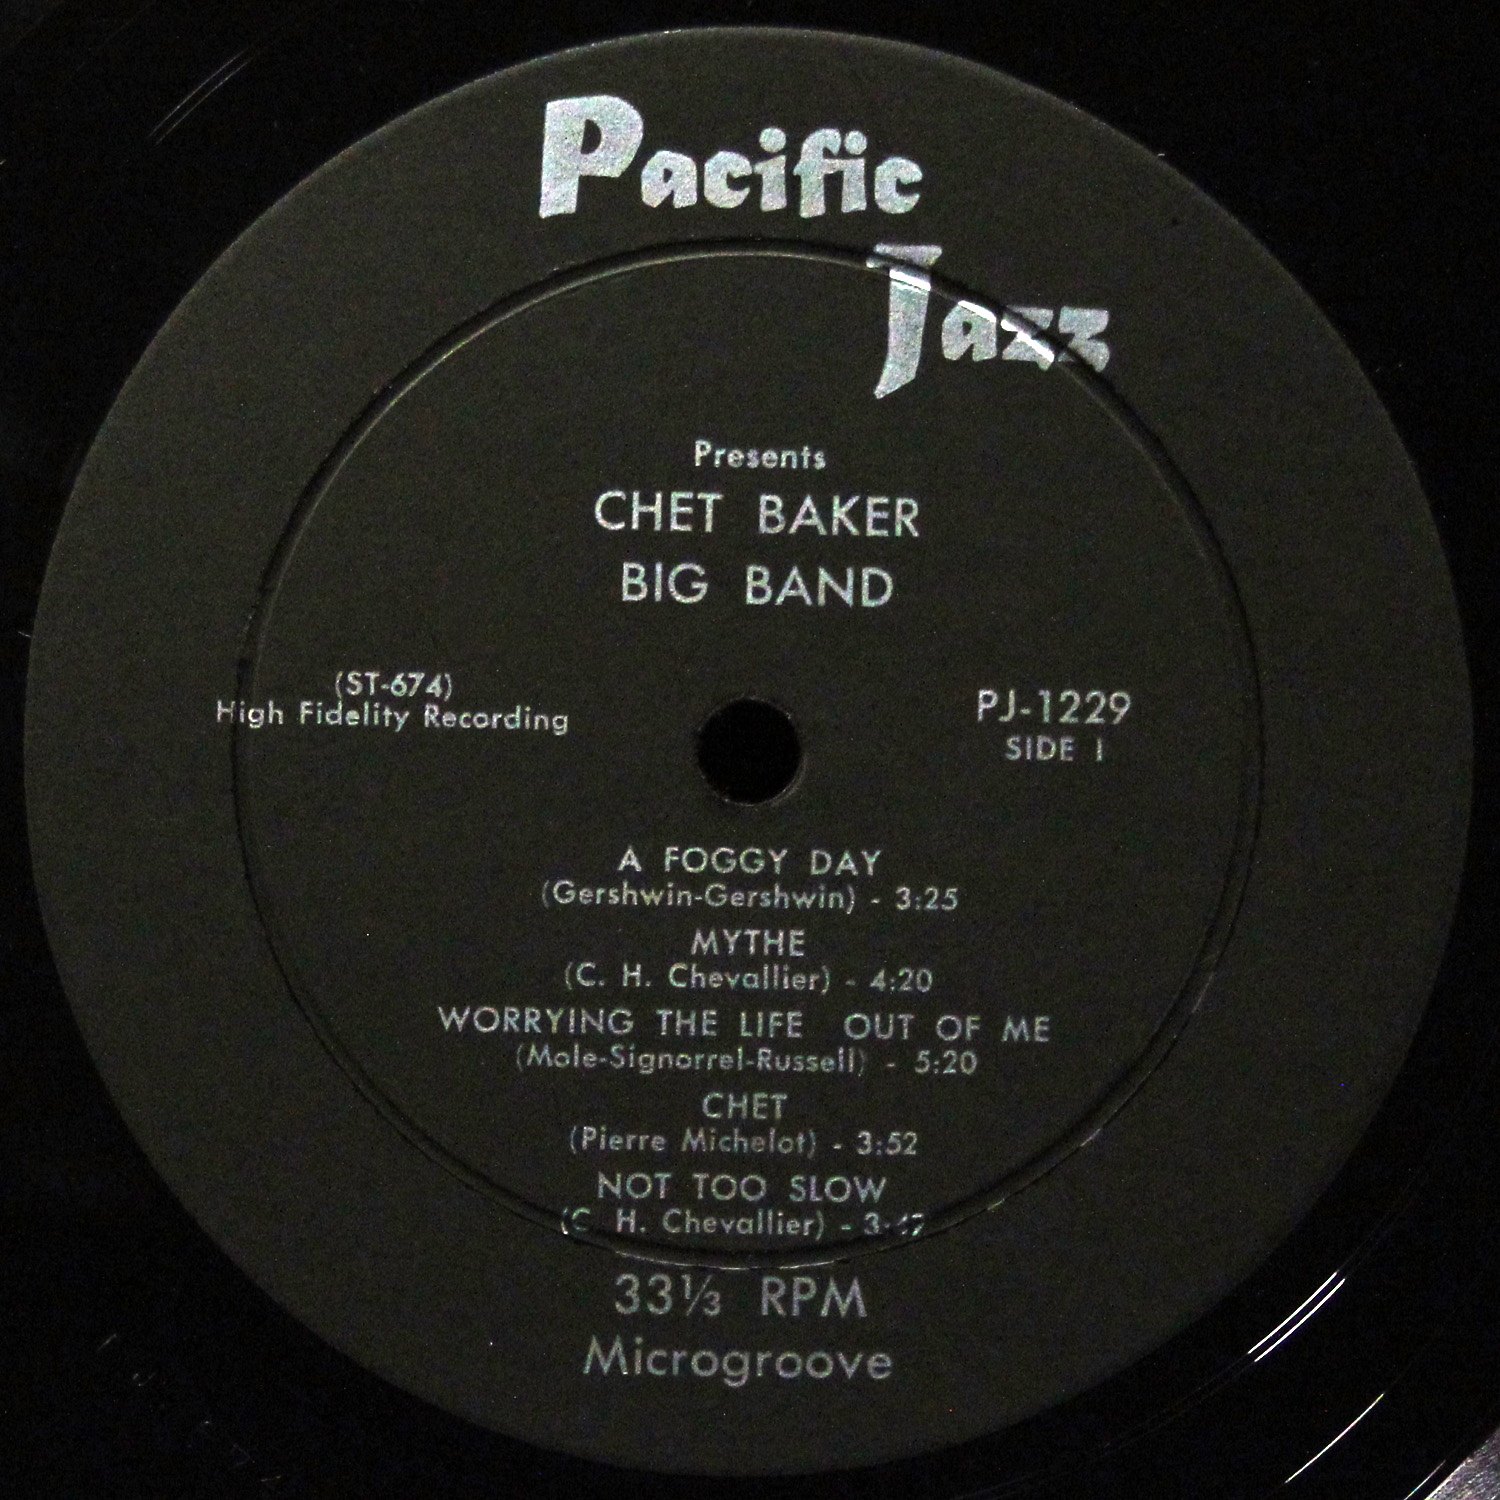 Pacific
Jazz
Presents
CHET BAKER
BIG BAND
(ST-674)
High Fidelity Recording
PJ-1229
SIDE 1
A FOGGY DAY
(Gershwin-Gershwin) - 3:25
MYTHE
(C. H. Chevallier) - 4:20
WORRYING THE LIFE OUT OF ME
(Mole-Signorrel-Russell) - 5:20
CHET
(Pierre Michelot) - 3:52
NOT TOO SLOW
(C. H. Chevallier) -
33⅓ RPM
Microgroove